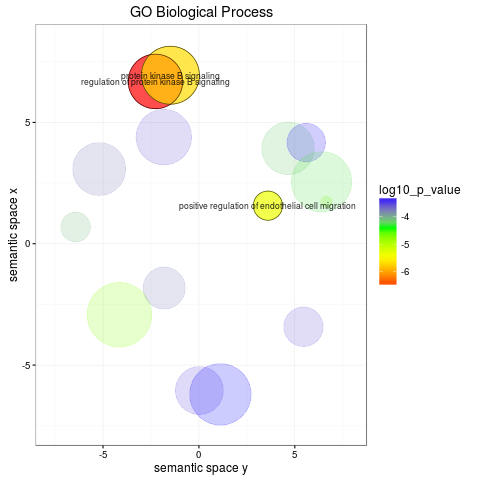 GO Biological Process
protein kinase B signaling
regulation of protein kinase B signaling
5
positive regulation of endothelial cell migration
0
-5
-5
0
5
semantic space y
semantic space x
log10_p_value
-4
-5
-6